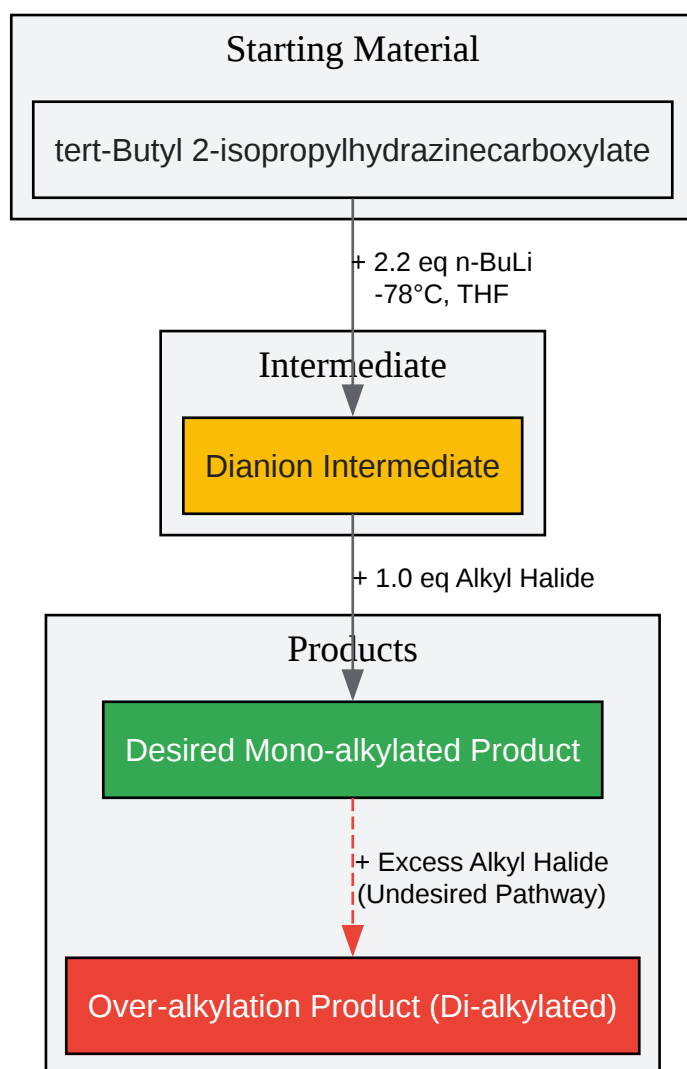 Starting Material
tert-Butyl 2-isopropylhydrazinecarboxylate
+ 2.2 eq n-BuLi
-78°C, THF
Intermediate
Dianion Intermediate
+ 1.0 eq Alkyl Halide
Products
Desired Mono-alkylated Product
+ Excess Alkyl Halide
(Undesired Pathway)
Over-alkylation Product (Di-alkylated)